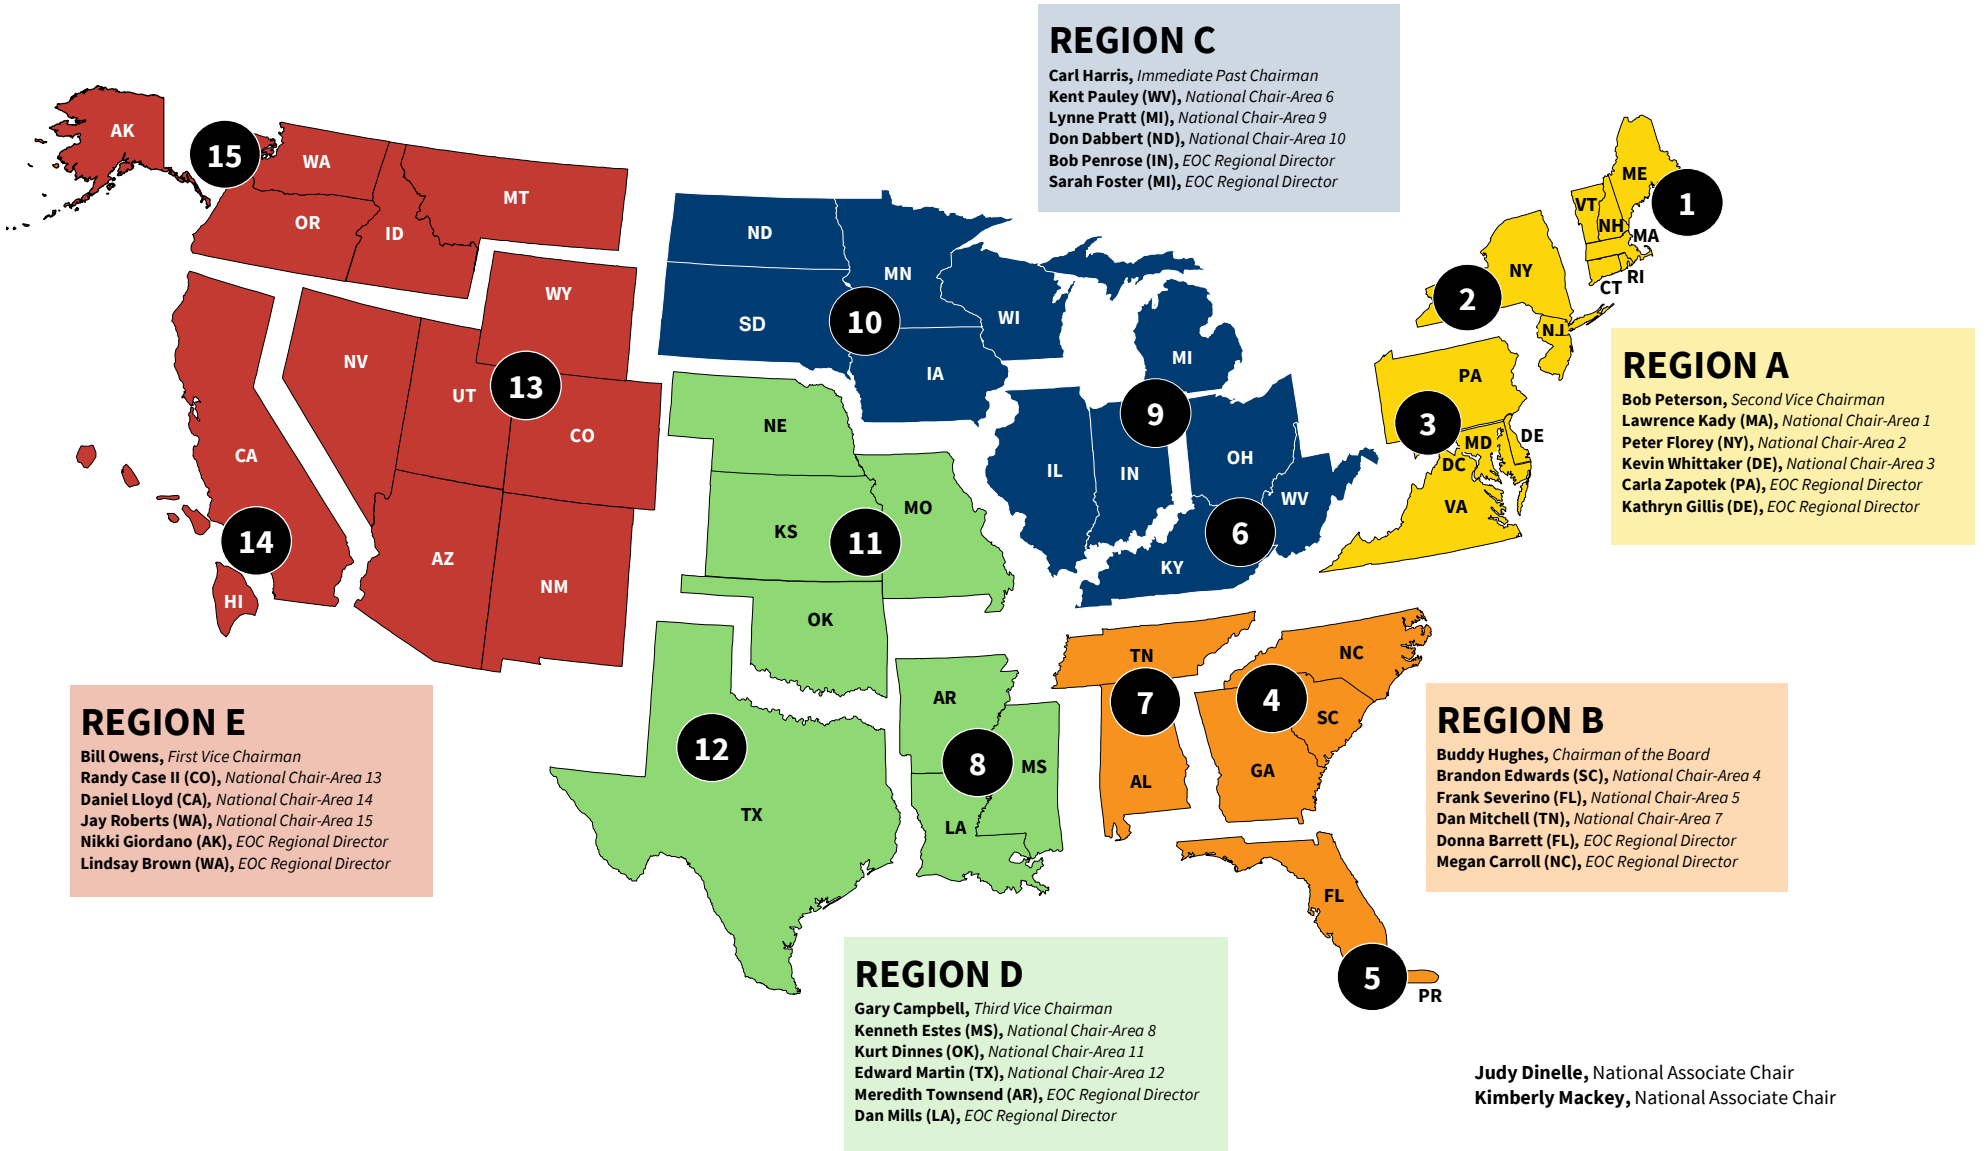 REGION C
Carl Harris, Immediate Past Chairman
Kent Pauley (WV), National Chair-Area 6
Lynne Pratt (MI), National Chair-Area 9
Don Dabbert (ND), National Chair-Area 10
Bob Penrose (IN), EOC Regional Director
Sarah Foster (MI), EOC Regional Director
AK
15
WA
OR
ID
MT
WY
NV
UT
13
CO
CA
14
HI
AZ
NM
ND
MN
SD
10
WI
IA
MI
9
IL
IN
OH
WV
6
KY
ME
1
VT
NH
MA
RI
CT
NY
2
NJ
PA
3
MD
DE
DC
VA
REGION A
Bob Peterson, Second Vice Chairman
Lawrence Kady (MA), National Chair-Area 1
Peter Florey (NY), National Chair-Area 2
Kevin Whittaker (DE), National Chair-Area 3
Carla Zapotek (PA), EOC Regional Director
Kathryn Gillis (DE), EOC Regional Director
NE
KS
MO
11
OK
12
TX
AR
8
MS
LA
TN
7
AL
NC
4
SC
GA
FL
5
PR
REGION E
Bill Owens, First Vice Chairman
Randy Case II (CO), National Chair-Area 13
Daniel Lloyd (CA), National Chair-Area 14
Jay Roberts (WA), National Chair-Area 15
Nikki Giordano (AK), EOC Regional Director
Lindsay Brown (WA), EOC Regional Director
REGION B
Buddy Hughes, Chairman of the Board
Brandon Edwards (SC), National Chair-Area 4
Frank Severino (FL), National Chair-Area 5
Dan Mitchell (TN), National Chair-Area 7
Donna Barrett (FL), EOC Regional Director
Megan Carroll (NC), EOC Regional Director
REGION D
Gary Campbell, Third Vice Chairman
Kenneth Estes (MS), National Chair-Area 8
Kurt Dinnes (OK), National Chair-Area 11
Edward Martin (TX), National Chair-Area 12
Meredith Townsend (AR), EOC Regional Director
Dan Mills (LA), EOC Regional Director
Judy Dinelle, National Associate Chair
Kimberly Mackey, National Associate Chair